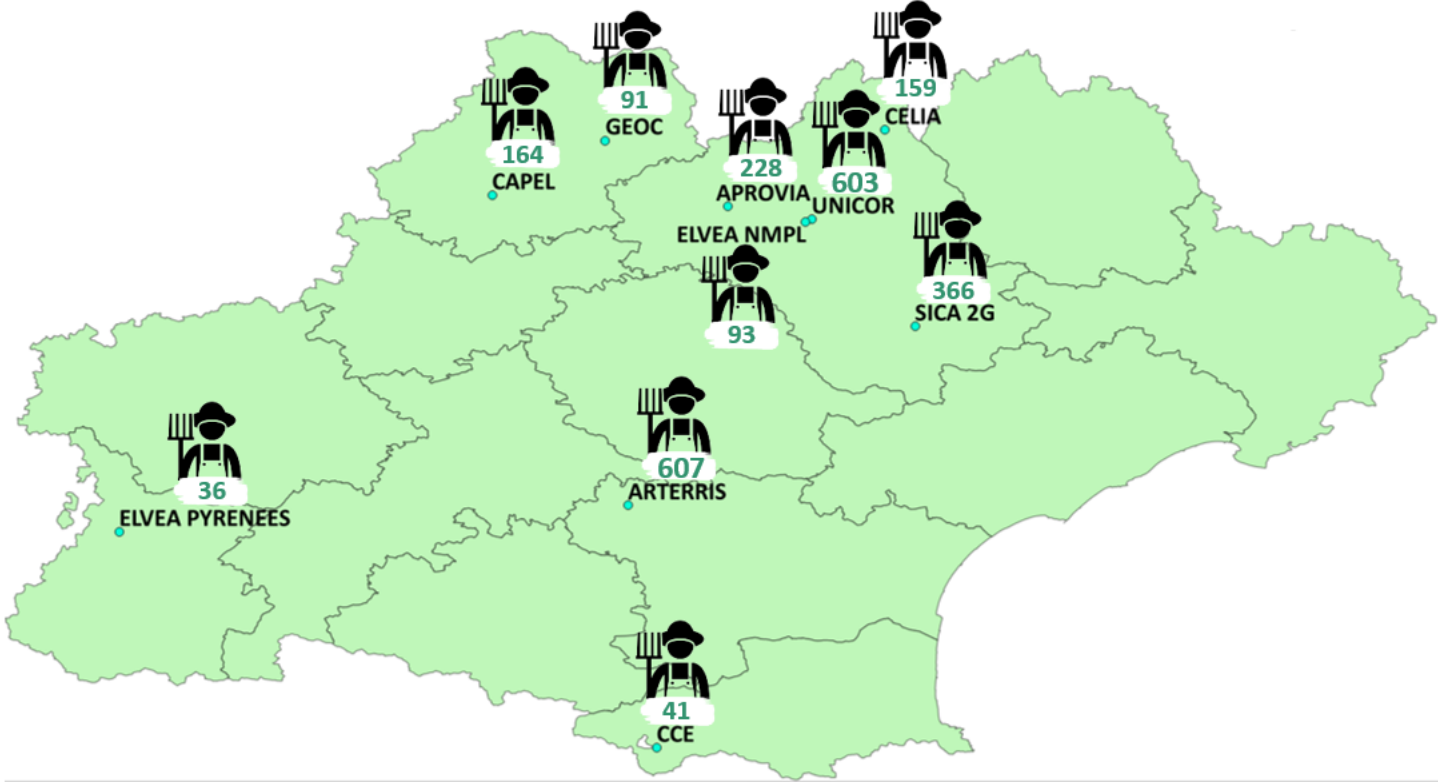 159
CELIA
91
GEOC
164
CAPEL
228
APROVIA
603
UNICOR
ELVEA NMPL
93
366
SICA 2G
607
ARTERRIS
36
ELVEA PYRENEES
41
CCE